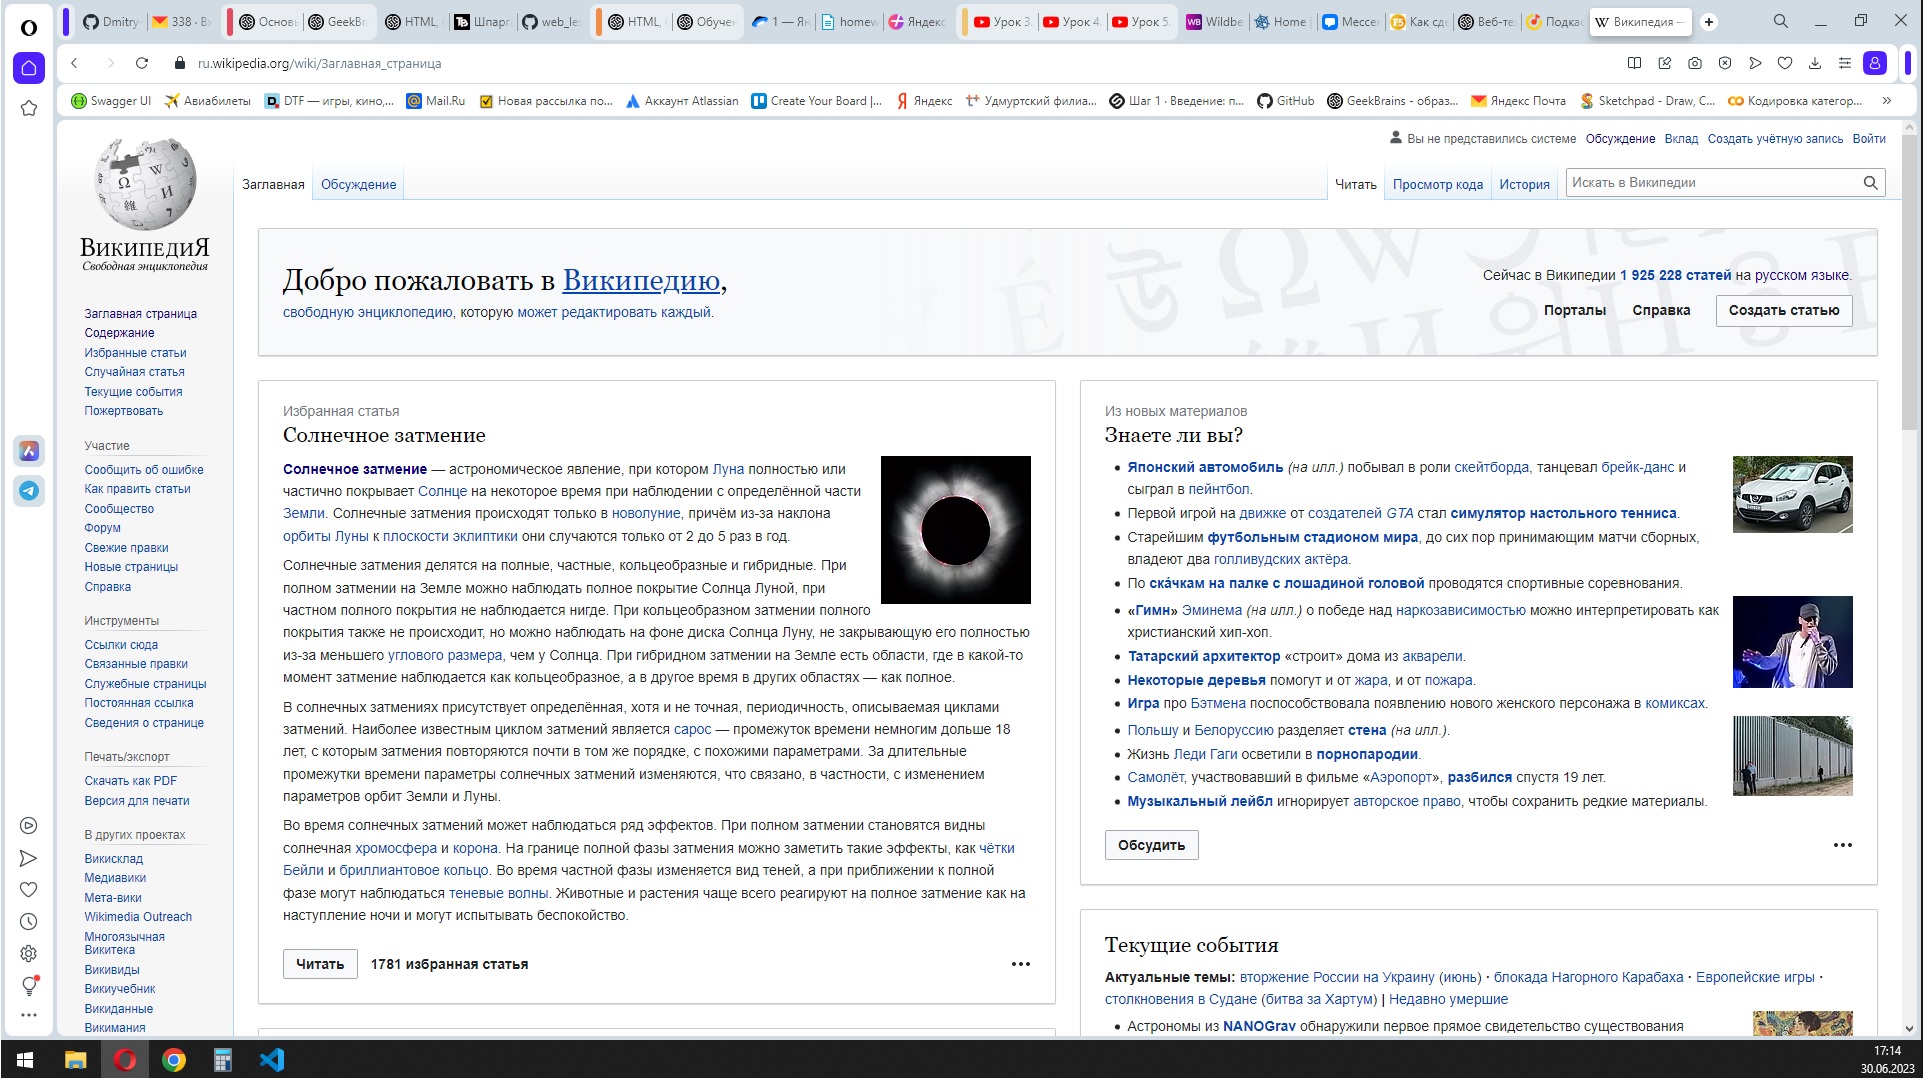 Dmitry-
338 · Вх
Основы
GeekBr
HTML, C
Шпарг
web_les
HTML, C
Обучен
1 — Ян
homew
Яндекс
Урок 3.
Урок 4.
Урок 5.
Wildbe
Home |
Мессен
Как сде
Веб-тех
Подкас
Википедия —
ru.wikipedia.org/wiki/Заглавная_страница
Swagger UI
Авиабилеты
DTF — игры, кино,...
Mail.Ru
Новая рассылка по...
Аккаунт Atlassian
Create Your Board |...
Яндекс
Удмуртский филиа...
Шаг 1 · Введение: п...
GitHub
GeekBrains - образ...
Яндекс Почта
Sketchpad - Draw, C...
Кодировка категор...
Вы не представились системе Обсуждение Вклад Создать учётную запись Войти
Заглавная Обсуждение
Читать Просмотр кода История
Искать в Википедии
ВИКИПЕДИЯ
Свободная энциклопедия
Заглавная страница
Содержание
Избранные статьи
Случайная статья
Текущие события
Пожертвовать
Участие
Сообщить об ошибке
Как править статьи
Сообщество
Форум
Свежие правки
Новые страницы
Справка
Инструменты
Ссылки сюда
Связанные правки
Служебные страницы
Постоянная ссылка
Сведения о странице
Печать/экспорт
Скачать как PDF
Версия для печати
В других проектах
Викисклад
Медиавики
Мета-вики
Wikimedia Outreach
Многоязычная
Викитека
Викивиды
Викиучебник
Викиданные
Викимания
Добро пожаловать в Википедию,
свободную энциклопедию, которую может редактировать каждый.
Сейчас в Википедии 1 925 228 статей на русском языке.
Порталы Справка Создать статью
Избранная статья
Солнечное затмение
Солнечное затмение — астрономическое явление, при котором Луна полностью или
частично покрывает Солнце на некоторое время при наблюдении с определённой части
Земли. Солнечные затмения происходят только в новолуние, причём из-за наклона
орбиты Луны к плоскости эклиптики они случаются только от 2 до 5 раз в год.
Солнечные затмения делятся на полные, частные, кольцеобразные и гибридные. При
полном затмении на Земле можно наблюдать полное покрытие Солнца Луной, при
частном полного покрытия не наблюдается нигде. При кольцеобразном затмении полного
покрытия также не происходит, но можно наблюдать на фоне диска Солнца Луну, не закрывающую его полностью
из-за меньшего углового размера, чем у Солнца. При гибридном затмении на Земле есть области, где в какой-то
момент затмение наблюдается как кольцеобразное, а в другое время в других областях — как полное.
В солнечных затмениях присутствует определённая, хотя и не точная, периодичность, описываемая циклами
затмений. Наиболее известным циклом затмений является сарос — промежуток времени немногим дольше 18
лет, с которым затмения повторяются почти в том же порядке, с похожими параметрами. За длительные
промежутки времени параметры солнечных затмений изменяются, что связано, в частности, с изменением
параметров орбит Земли и Луны.
Во время солнечных затмений может наблюдаться ряд эффектов. При полном затмении становятся видны
солнечная хромосфера и корона. На границе полной фазы затмения можно заметить такие эффекты, как чётки
Бейли и бриллиантовое кольцо. Во время частной фазы изменяется вид теней, а при приближении к полной
фазе могут наблюдаться теневые волны. Животные и растения чаще всего реагируют на полное затмение как на
наступление ночи и могут испытывать беспокойство.
Читать 1781 избранная статья
Из новых материалов
Знаете ли вы?
Японский автомобиль (на илл.) побывал в роли скейтборда, танцевал брейк-данс и
сыграл в пейнтбол.
Первой игрой на движке от создателей GTA стал симулятор настольного тенниса.
Старейшим футбольным стадионом мира, до сих пор принимающим матчи сборных,
владеют два голливудских актёра.
По ска́чкам на палке с лошадиной головой проводятся спортивные соревнования.
«Гимн» Эминема (на илл.) о победе над наркозависимостью можно интерпретировать как
христианский хип-хоп.
Татарский архитектор «строит» дома из акварели.
Некоторые деревья помогут и от жара, и от пожара.
Игра про Бэтмена поспособствовала появлению нового женского персонажа в комиксах.
Польшу и Белоруссию разделяет стена (на илл.).
Жизнь Леди Гаги осветили в порнопародии.
Самолёт, участвовавший в фильме «Аэропорт», разбился спустя 19 лет.
Музыкальный лейбл игнорирует авторское право, чтобы сохранить редкие материалы.
Обсудить
Текущие события
Актуальные темы: вторжение России на Украину (июнь) · блокада Нагорного Карабаха · Европейские игры ·
столкновения в Судане (битва за Хартум) | Недавно умершие
Астрономы из NANOGrav обнаружили первое прямое свидетельство существования
17:14
30.06.2023